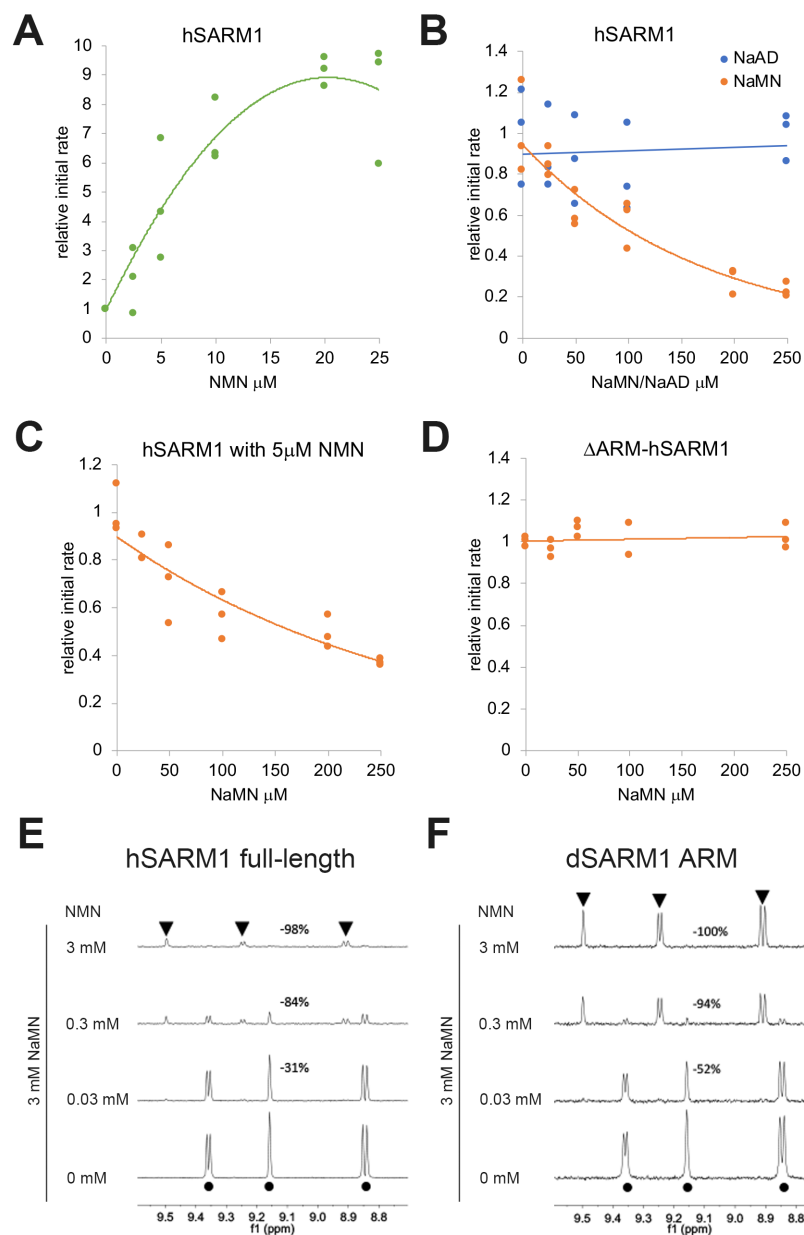 A
hSARM1
relative initial rate
10
9
8
7
6
5
4
3
2
1
0
0 5 10 15 20 25
NMN μM
B
hSARM1
NaAD
NaMN
relative initial rate
1.4
1.2
1
0.8
0.6
0.4
0.2
0
0 50 100 150 200 250
NaMN/NaAD μM
C
hSARM1 with 5μM NMN
relative initial rate
1.2
1
0.8
0.6
0.4
0.2
0
0 50 100 150 200 250
NaMN μM
D
ΔARM-hSARM1
relative initial rate
1.4
1.2
1
0.8
0.6
0.4
0.2
0
0 50 100 150 200 250
NaMN μM
E
hSARM1 full-length
NMN
3 mM NaMN
3 mM
-98%
0.3 mM
-84%
0.03 mM
-31%
0 mM
9.5 9.4 9.3 9.2 9.1 9.0 8.9 8.8
f1 (ppm)
F
dSARM1 ARM
NMN
3 mM NaMN
3 mM
-100%
0.3 mM
-94%
0.03 mM
-52%
0 mM
9.5 9.4 9.3 9.2 9.1 9.0 8.9 8.8
f1 (ppm)